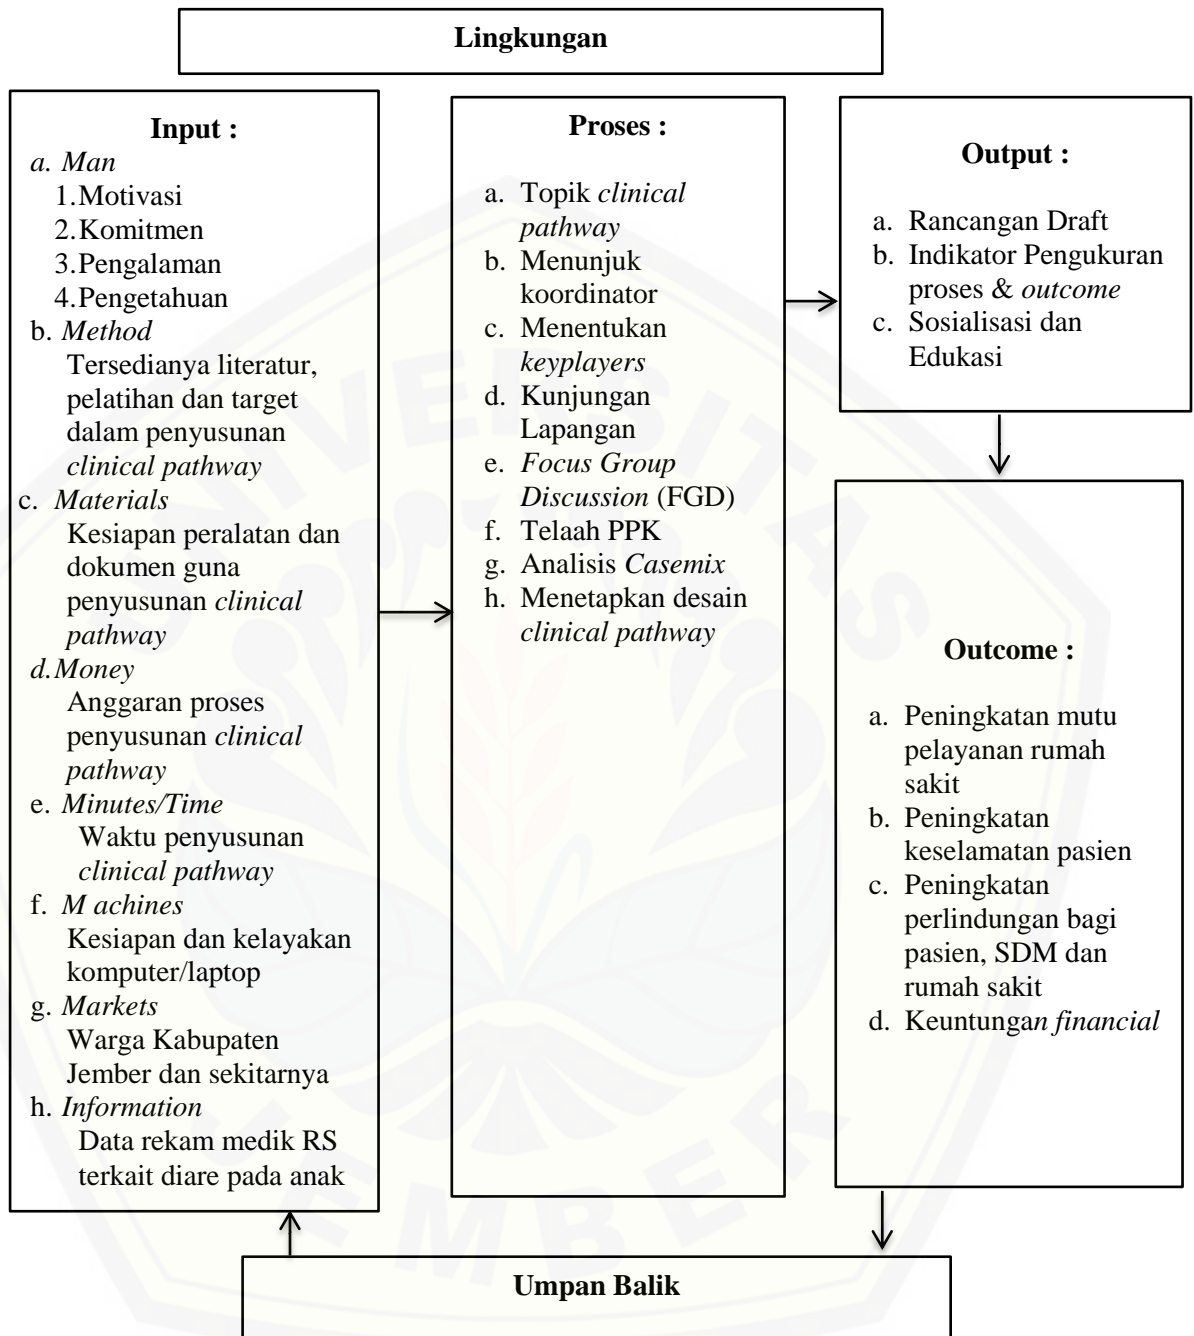 Lingkungan
Input :
a. Man
1.Motivasi
2.Komitmen
3.Pengalaman
4.Pengetahuan
b. Method
Tersedianya literatur,
pelatihan dan target
dalam penyusunan
clinical pathway
c. Materials
Kesiapan peralatan dan
dokumen guna
penyusunan clinical
pathway
d.Money
Anggaran proses
penyusunan clinical
pathway
e. Minutes/Time
Waktu penyusunan
clinical pathway
f. M achines
Kesiapan dan kelayakan
komputer/laptop
g. Markets
Warga Kabupaten
Jember dan sekitarnya
h. Information
Data rekam medik RS
terkait diare pada anak
Proses :
a. Topik clinical
pathway
b. Menunjuk
koordinator
c. Menentukan
keyplayers
d. Kunjungan
Lapangan
e. Focus Group
Discussion (FGD)
f. Telaah PPK
g. Analisis Casemix
h. Menetapkan desain
clinical pathway
Output :
a. Rancangan Draft
b. Indikator Pengukuran
proses & outcome
c. Sosialisasi dan
Edukasi
Outcome :
a. Peningkatan mutu
pelayanan rumah
sakit
b. Peningkatan
keselamatan pasien
c. Peningkatan
perlindungan bagi
pasien, SDM dan
rumah sakit
d. Keuntungan financial
Umpan Balik
UNIVERSITAS
JEMBER